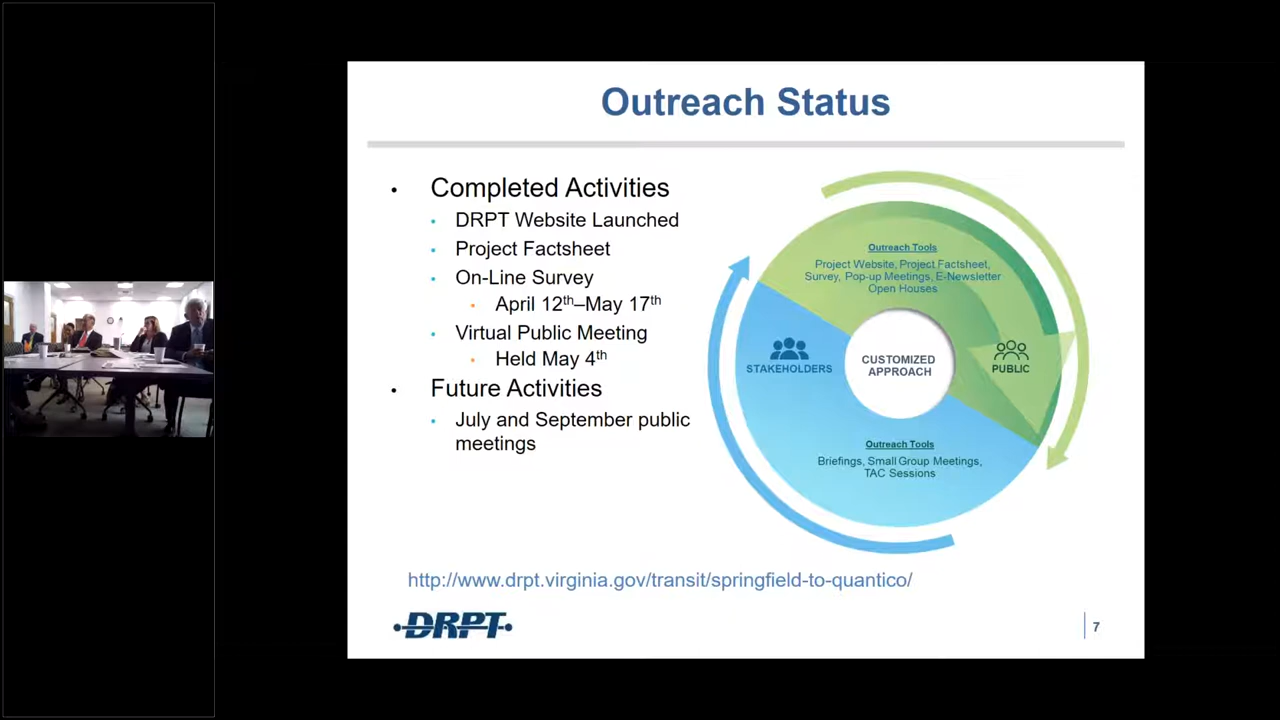 Outreach Status
• Completed Activities
• DRPT Website Launched
• Project Factsheet
• On-Line Survey
• April 12th–May 17th
• Virtual Public Meeting
• Held May 4th
• Future Activities
• July and September public
meetings
Outreach Tools
Project Website, Project Factsheet,
Survey, Pop-up Meetings, E-Newsletter
Open Houses
STAKEHOLDERS
CUSTOMIZED
APPROACH
PUBLIC
Outreach Tools
Briefings, Small Group Meetings,
TAC Sessions
http://www.drpt.virginia.gov/transit/springfield-to-quantico/
DRPT
7